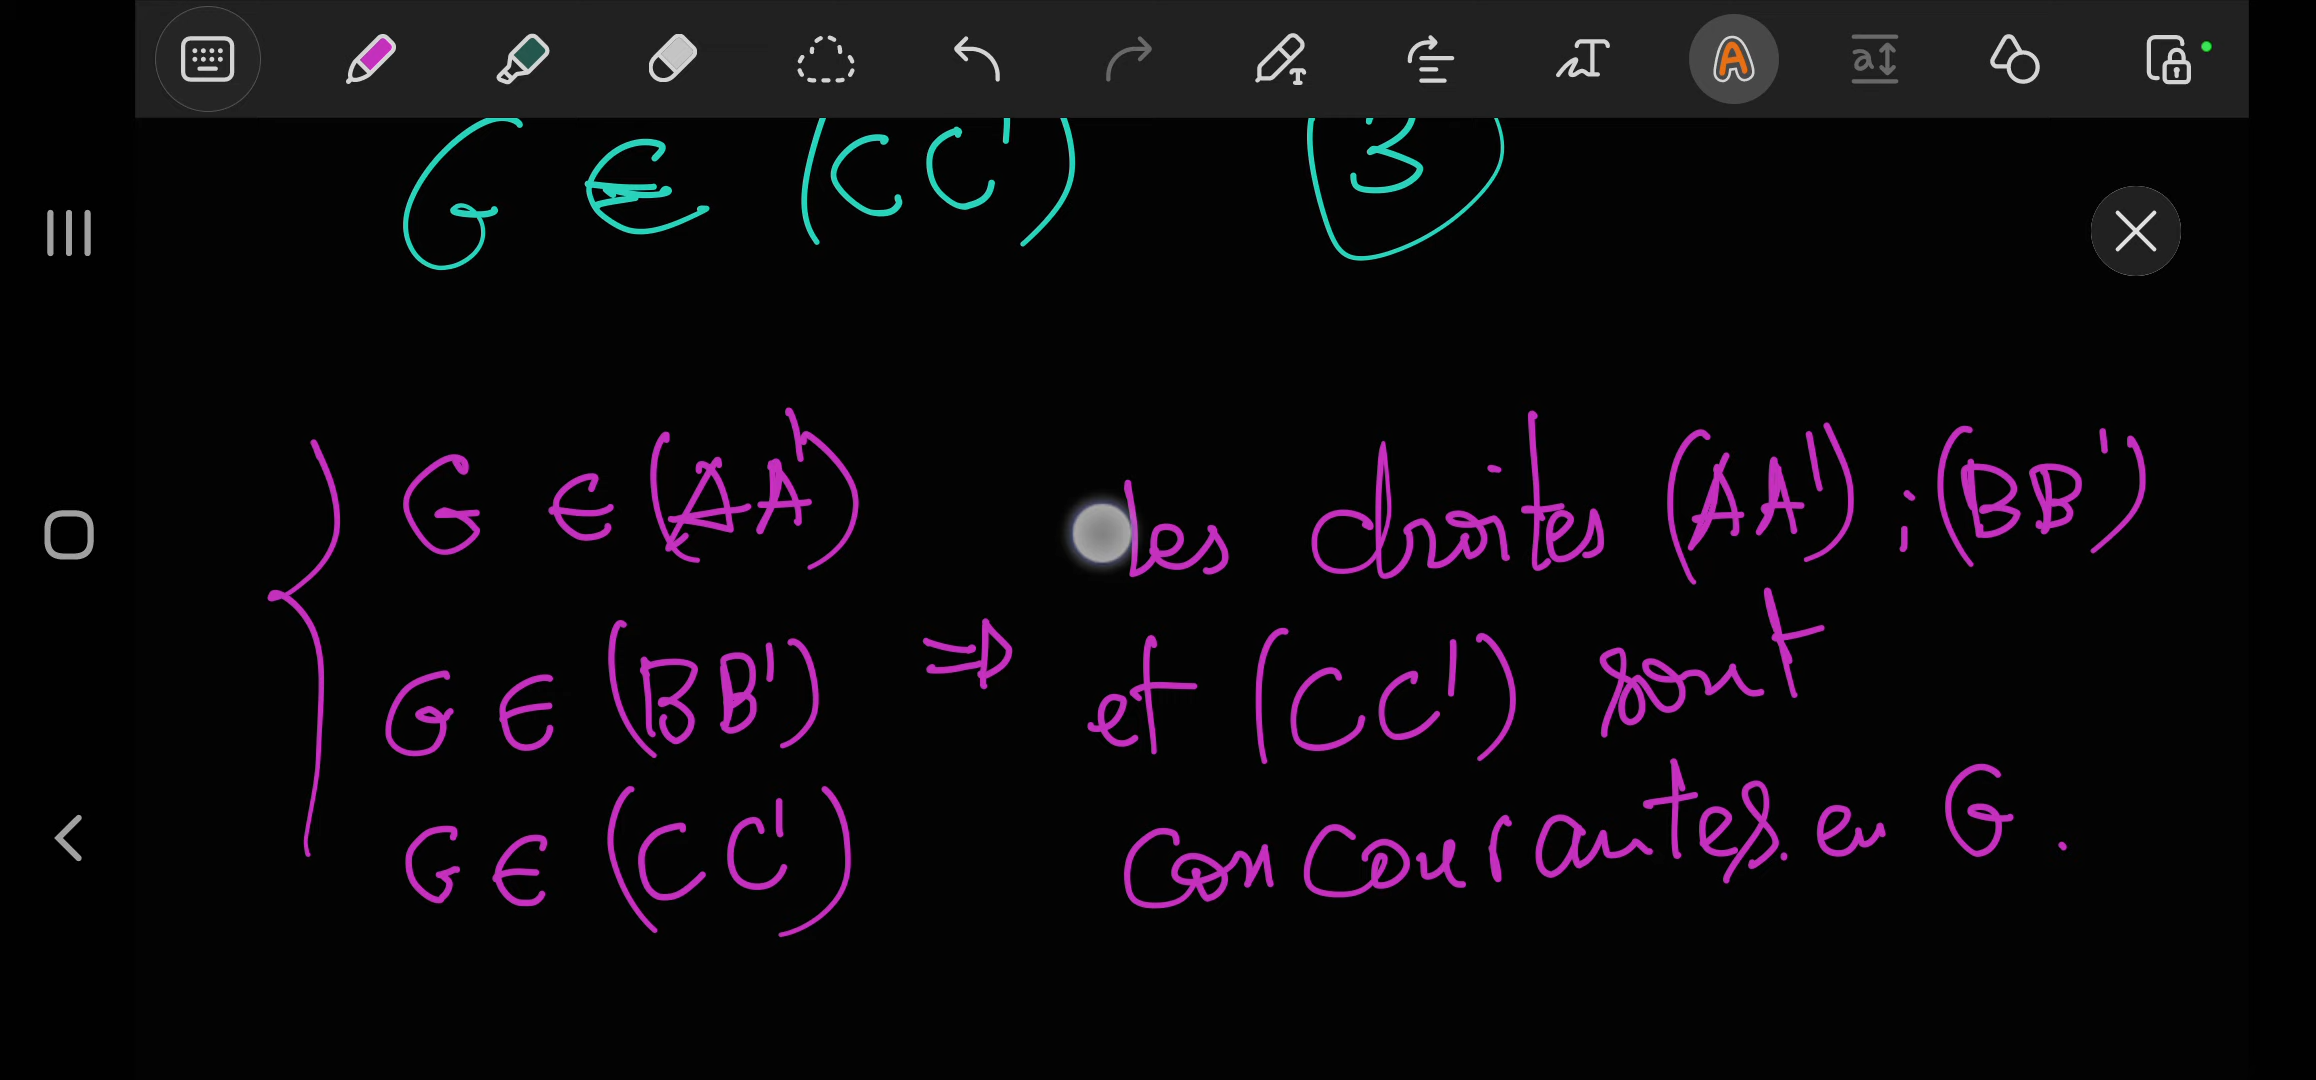 G ∈ (CC') 3
G ∈ (AA') les droites (AA') ; (BB')
G ∈ (BB') ⇒ et (CC') sont
G ∈ (CC') concourantes en G.